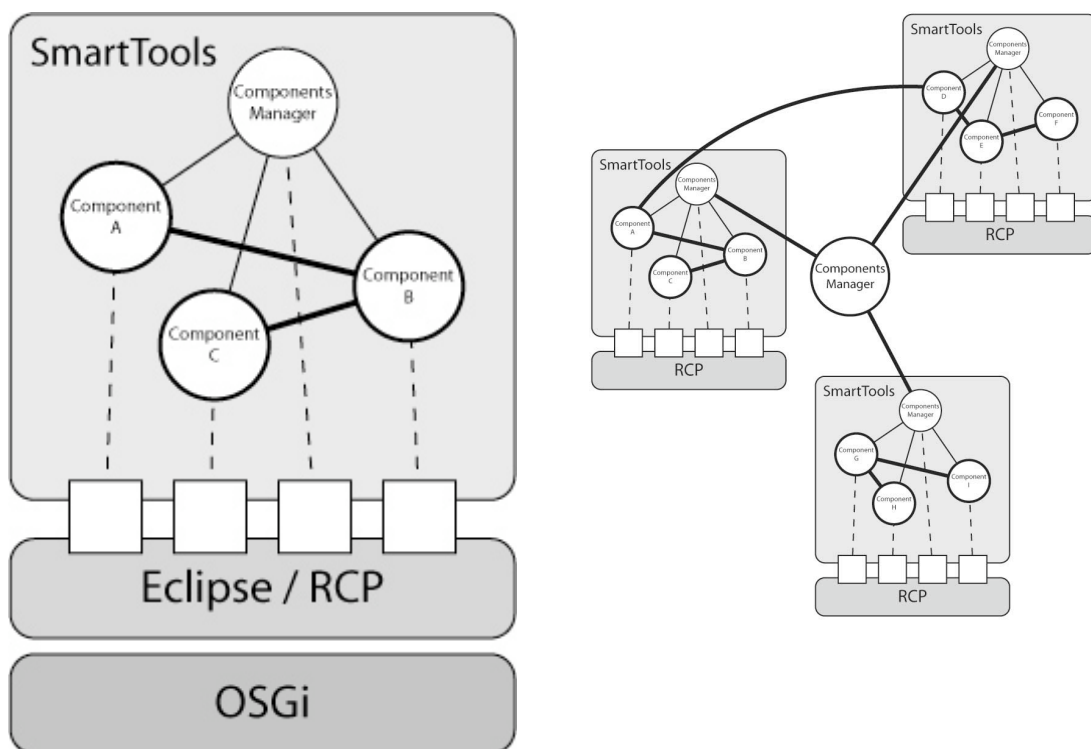 SmartTools
Components
Manager
Component
A
Component
B
Component
C
Eclipse / RCP
OSGi
SmartTools
Components
Manager
Component
D
Component
F
Component
E
RCP
SmartTools
Components
Manager
Component
A
Component
B
Component
C
RCP
Components
Manager
SmartTools
Components
Manager
Component
G
Component
I
Component
H
RCP